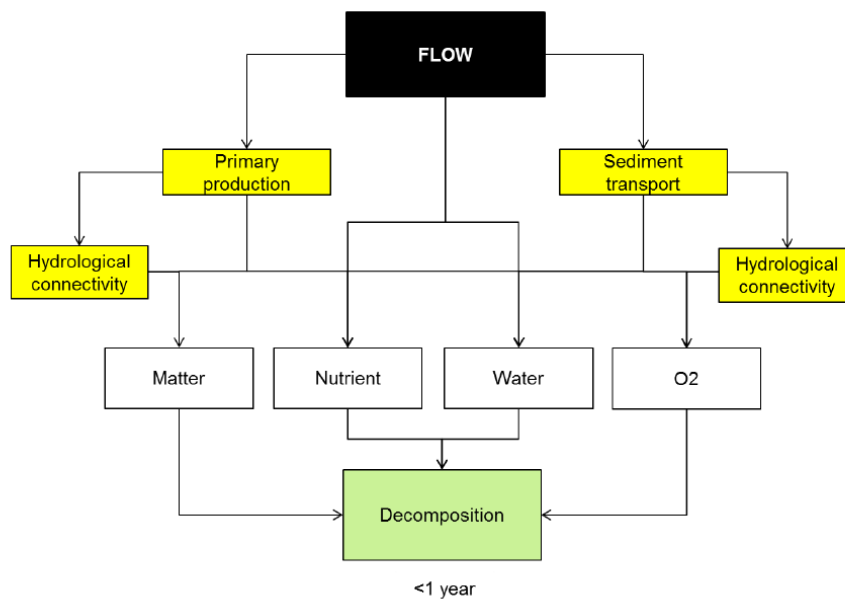 FLOW
Primary
production
Sediment
transport
Hydrological
connectivity
Hydrological
connectivity
Matter
Nutrient
Water
O2
Decomposition
<1 year